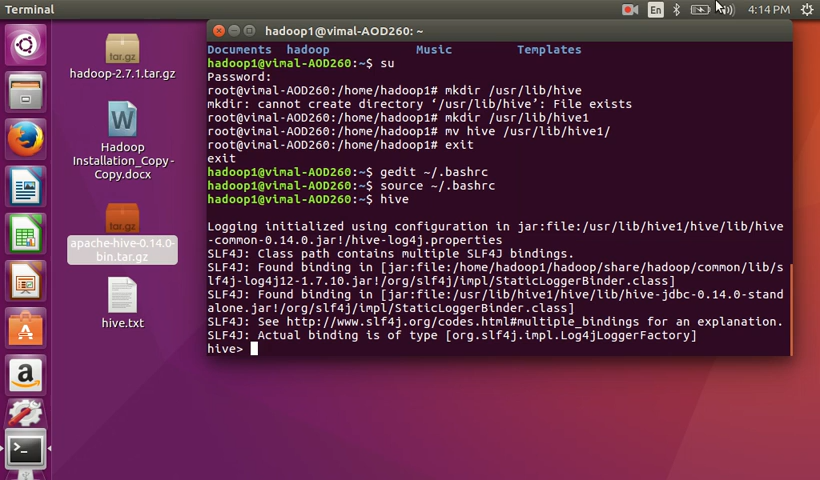 Terminal
En
4:14 PM
hadoop-2.7.1.tar.gz
Hadoop
Installation_Copy-
Copy.docx
tar.gz
apache-hive-0.14.0-
bin.tar.gz
hive.txt
hadoop1@vimal-AOD260: ~
Documents hadoop Music Templates
hadoop1@vimal-AOD260:~$ su
Password:
root@vimal-AOD260:/home/hadoop1# mkdir /usr/lib/hive
mkdir: cannot create directory ‘/usr/lib/hive’: File exists
root@vimal-AOD260:/home/hadoop1# mkdir /usr/lib/hive1
root@vimal-AOD260:/home/hadoop1# mv hive /usr/lib/hive1/
root@vimal-AOD260:/home/hadoop1# exit
exit
hadoop1@vimal-AOD260:~$ gedit ~/.bashrc
hadoop1@vimal-AOD260:~$ source ~/.bashrc
hadoop1@vimal-AOD260:~$ hive
Logging initialized using configuration in jar:file:/usr/lib/hive1/hive/lib/hive
-common-0.14.0.jar!/hive-log4j.properties
SLF4J: Class path contains multiple SLF4J bindings.
SLF4J: Found binding in [jar:file:/home/hadoop1/hadoop/share/hadoop/common/lib/s
lf4j-log4j12-1.7.10.jar!/org/slf4j/impl/StaticLoggerBinder.class]
SLF4J: Found binding in [jar:file:/usr/lib/hive1/hive/lib/hive-jdbc-0.14.0-stand
alone.jar!/org/slf4j/impl/StaticLoggerBinder.class]
SLF4J: See http://www.slf4j.org/codes.html#multiple_bindings for an explanation.
SLF4J: Actual binding is of type [org.slf4j.impl.Log4jLoggerFactory]
hive>